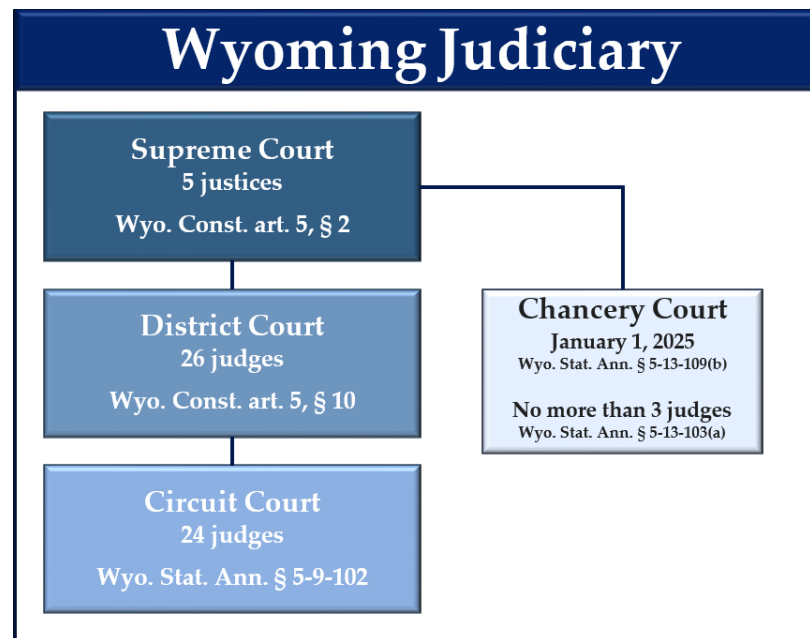 Wyoming Judiciary
Supreme Court
5 justices
Wyo. Const. art. 5, § 2
District Court
26 judges
Wyo. Const. art. 5, § 10
Circuit Court
24 judges
Wyo. Stat. Ann. § 5-9-102
Chancery Court
January 1, 2025
Wyo. Stat. Ann. § 5-13-109(b)
No more than 3 judges
Wyo. Stat. Ann. § 5-13-103(a)